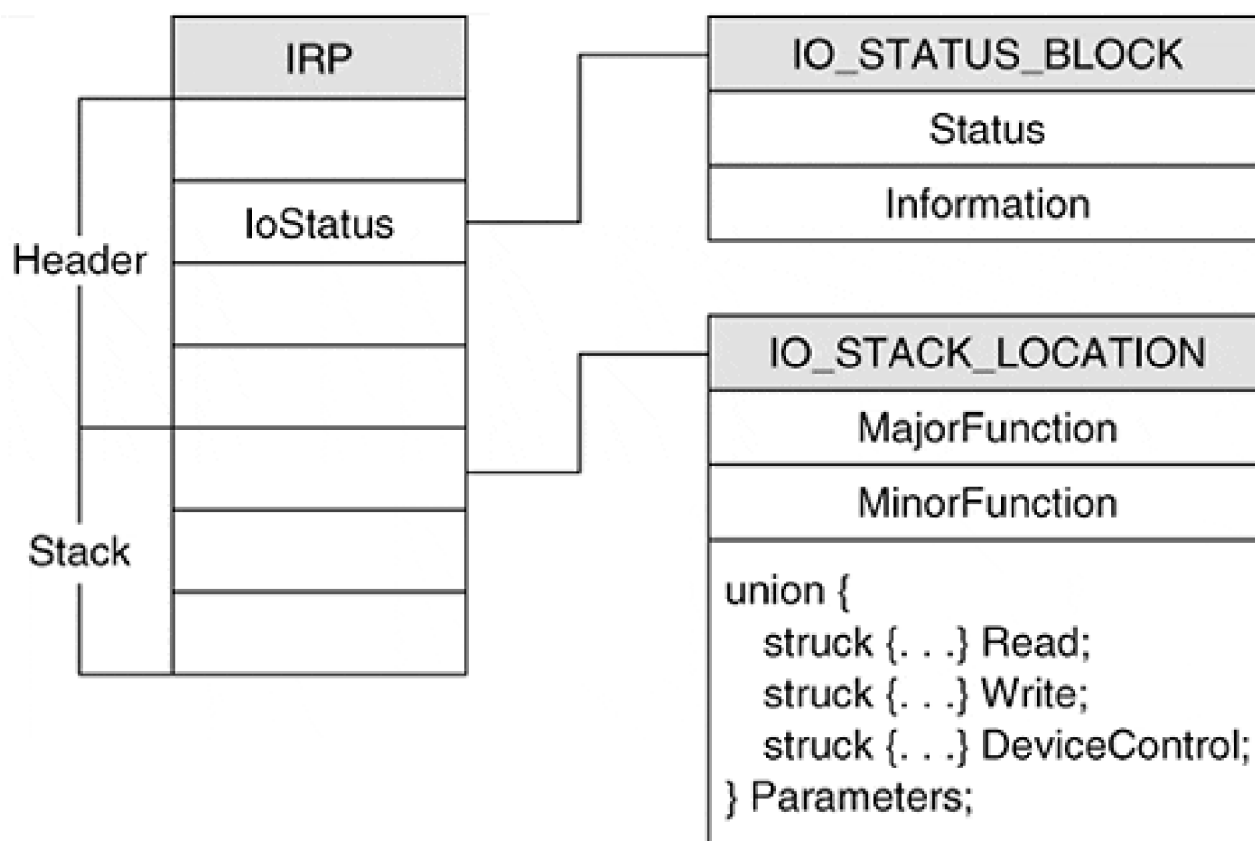 IRP
IoStatus
Header
Stack
IO_STATUS_BLOCK
Status
Information
IO_STACK_LOCATION
MajorFunction
MinorFunction
union {
struck {. . .} Read;
struck {. . .} Write;
struck {. . .} DeviceControl;
} Parameters;